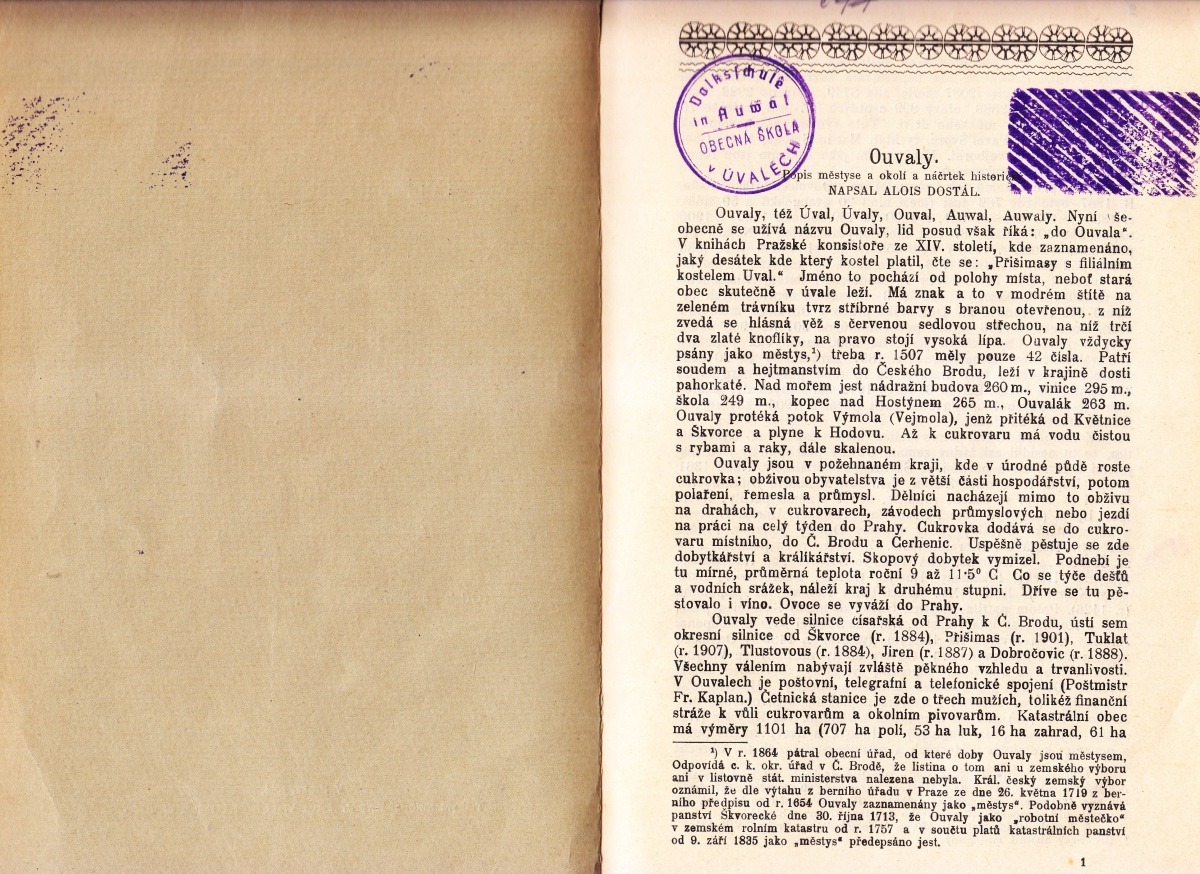 Volksschule
in Auwal
OBECNÁ ŠKOLA
v ÚVALECH
Ouvaly.
Popis městyse a okolí a náčrtek
NAPSAL ALOIS DOSTÁL.
Ouvaly, též Úval, Úvaly, Ouval, Auwal, Auwaly. Nyní vše-
obecně se užívá názvu Ouvaly, lid posud však říká: „do Ouvala“.
V knihách Pražské konsistoře ze XIV. století, kde zaznamenáno,
jaký desátek kde který kostel platil, čte se: „Přišimasy s filiálním
kostelem Uval.“ Jméno to pochází od polohy místa, neboť stará
obec skutečně v úvale leží. Má znak a to v modrém štítě na
zeleném trávníku tvrz stříbrné barvy s branou otevřenou, z níž
zvedá se hlásná věž s červenou sedlovou střechou, na níž trčí
dva zlaté knoflíky, na pravo stojí vysoká lípa. Ouvaly vždycky
psány jako městys,¹) třeba r. 1507 měly pouze 42 čísla. Patří
soudem a hejtmanstvím do Českého Brodu, leží v krajině dosti
pahorkaté. Nad mořem jest nádražní budova 260 m., vinice 295 m.,
škola 249 m., kopec nad Hostýnem 265 m., Ouvalák 263 m.
Ouvaly protéká potok Výmola (Vejmola), jenž přitéká od Květnice
a Škvorce a plyne k Hodovu. Až k cukrovaru má vodu čistou
s rybami a raky, dále skalenou.
Ouvaly jsou v požehnaném kraji, kde v úrodné půdě roste
cukrovka; obživou obyvatelstva je z větší části hospodářství, potom
polaření, řemesla a průmysl. Dělníci nacházejí mimo to obživu
na drahách, v cukrovarech, závodech průmyslových nebo jezdí
na práci na celý týden do Prahy. Cukrovka dodává se do cukro-
varu místního, do Č. Brodu a Cerhenic. Uspěšně pěstuje se zde
dobytkářství a králíkářství. Skopový dobytek vymizel. Podnebí je
tu mírné, průměrná teplota roční 9 až 11·5° C Co se týče dešťů
a vodních srážek, náleží kraj k druhému stupni. Dříve se tu pě-
stovalo i víno. Ovoce se vyváží do Prahy.
Ouvaly vede silnice císařská od Prahy k Č. Brodu, ústí sem
okresní silnice od Škvorce (r. 1884), Přišimas (r. 1901), Tuklat
(r. 1907), Tlustovous (r. 1884), Jiren (r. 1887) a Dobročovic (r. 1888).
Všechny válením nabývají zvláště pěkného vzhledu a trvanlivosti.
V Ouvalech je poštovní, telegrafní a telefonické spojení (Poštmistr
Fr. Kaplan.) Četnická stanice je zde o třech mužích, tolikéž finanční
stráže k vůli cukrovarům a okolním pivovarům. Katastrální obec
má výměry 1101 ha (707 ha polí, 53 ha luk, 16 ha zahrad, 61 ha
¹) V r. 1864 pátral obecní úřad, od které doby Ouvaly jsou městysem,
Odpovídá c. k. okr. úřad v Č. Brodě, že listina o tom ani u zemského výboru
ani v listovně stát. ministerstva nalezena nebyla. Král. český zemský výbor
oznámil, že dle výtahu z berního úřadu v Praze ze dne 26. května 1719 z ber-
ního předpisu od r. 1654 Ouvaly zaznamenány jako „městys“. Podobně vyznává
panství Škvorecké dne 30. října 1713, že Ouvaly jako „robotní městečko“
v zemském rolním katastru od r. 1757 a v součtu platů katastrálních panství
od 9. září 1835 jako „městys“ předepsáno jest.
1